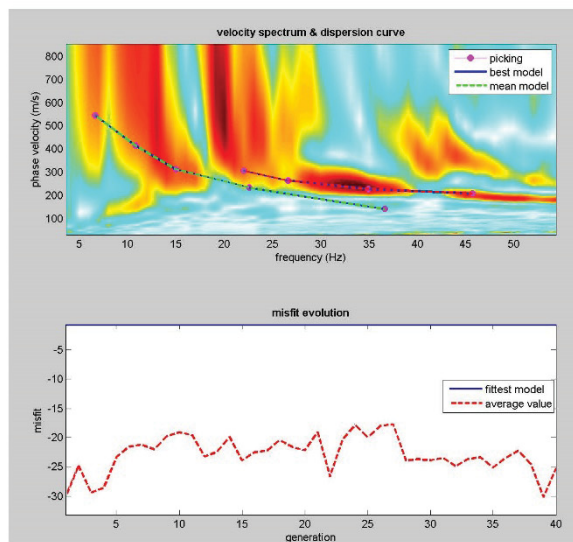 velocity spectrum & dispersion curve
800
700
600
500
400
300
200
100
phase velocity (m/s)
picking
best model
mean model
5 10 15 20 25 30 35 40 45 50
frequency (Hz)
misfit evolution
-5
-10
-15
-20
-25
-30
misfit
fittest model
average value
5 10 15 20 25 30 35 40
generation